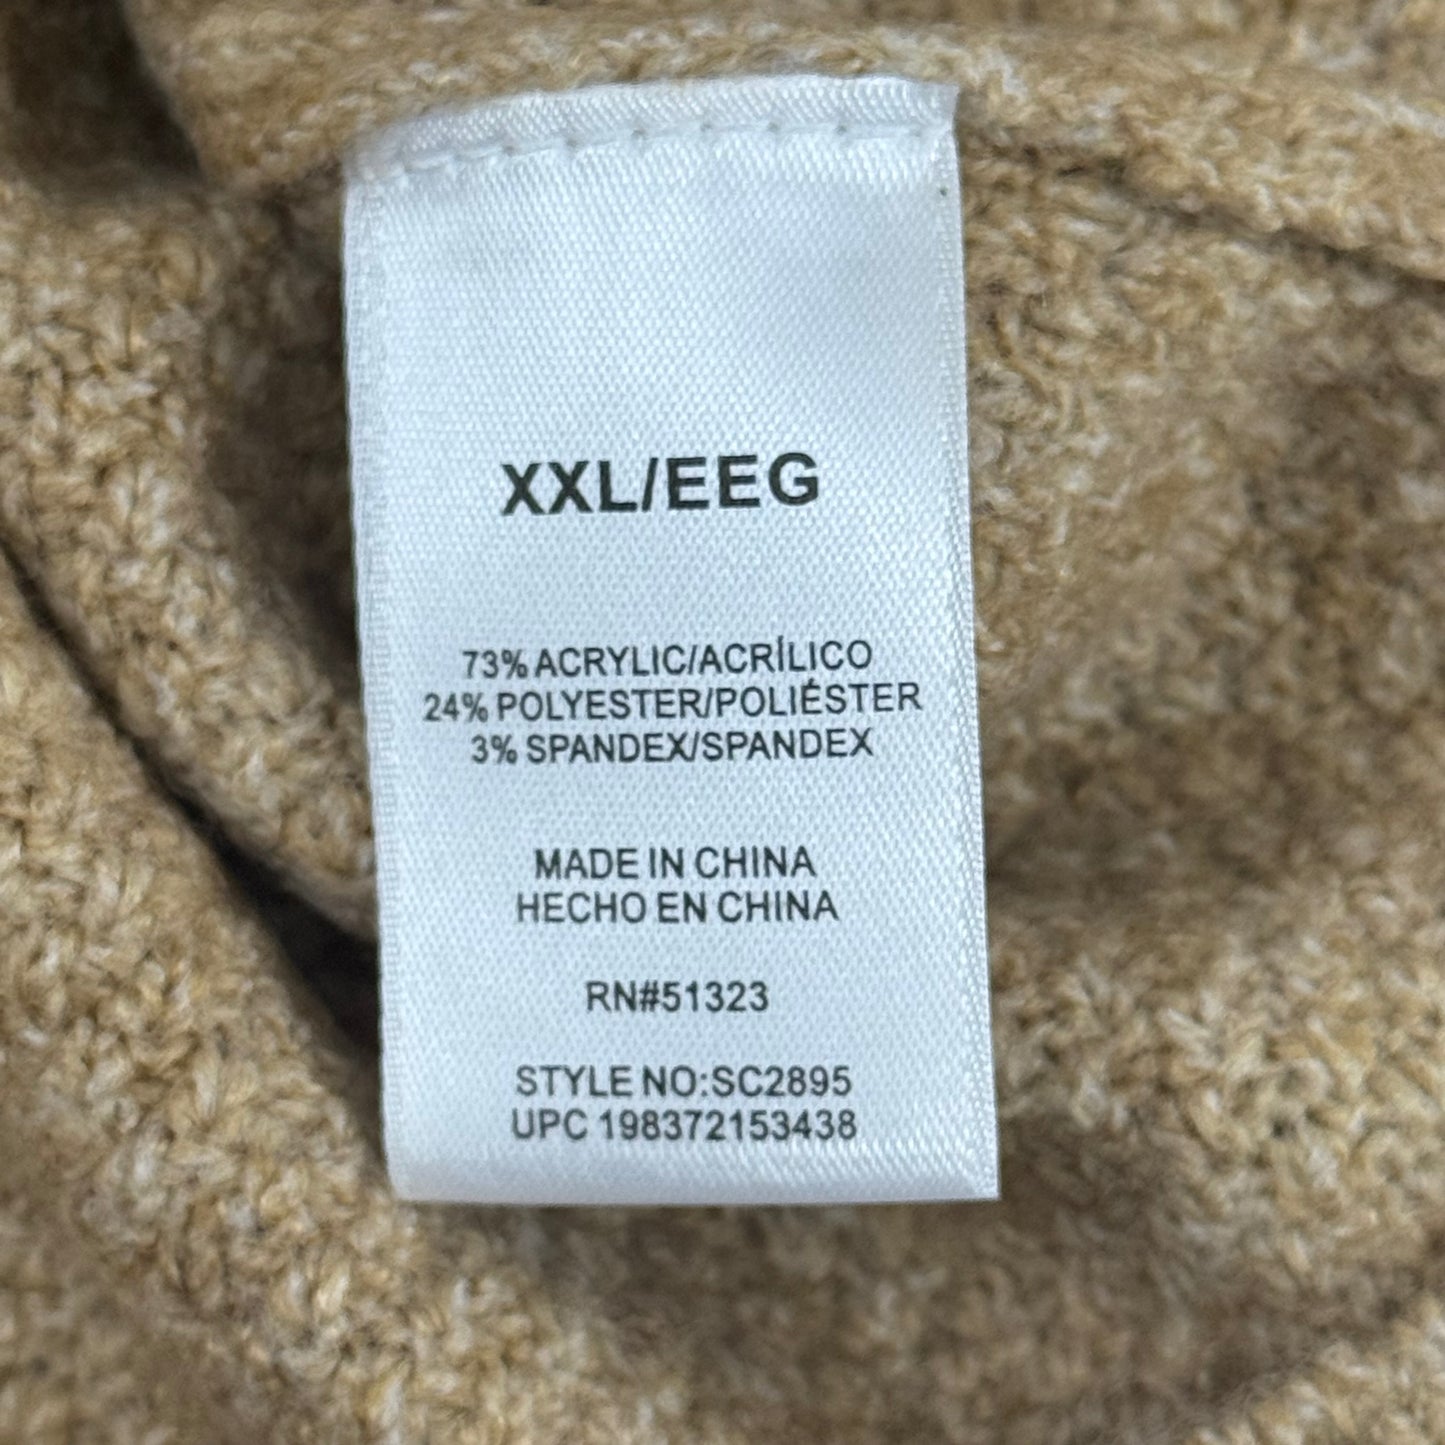 XXL/EEG
73% ACRYLIC/ACRÍLICO
24% POLYESTER/POLIÉSTER
3% SPANDEX/SPANDEX
MADE IN CHINA
HECHO EN CHINA
RN#51323
STYLE NO:SC2895
UPC 198372153438